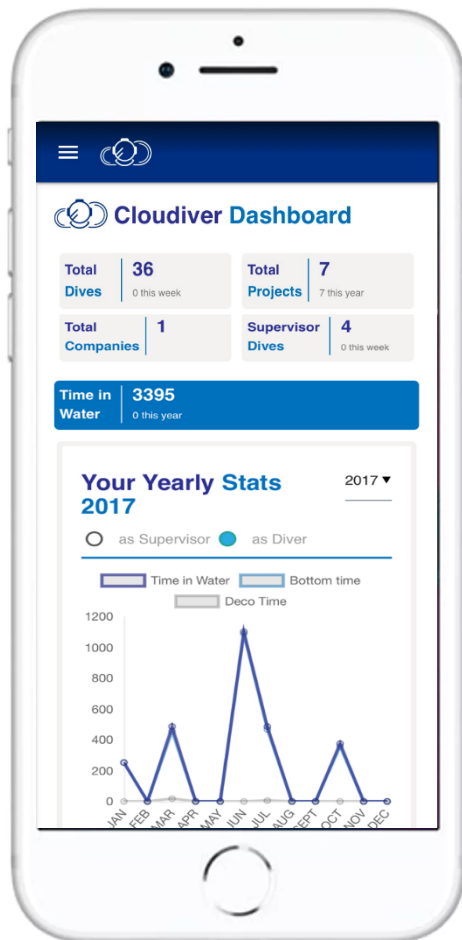 Cloudiver Dashboard
Total Dives 36 0 this week
Total Projects 7 7 this year
Total Companies 1
Supervisor Dives 4 0 this week
Time in Water 3395 0 this year
Your Yearly Stats 2017
2017 ▼
as Supervisor as Diver
Time in Water Bottom time
Deco Time
1200
1000
800
600
400
200
0
JAN FEB MAR APR MAY JUN JUL AUG SEPT OCT NOV DEC